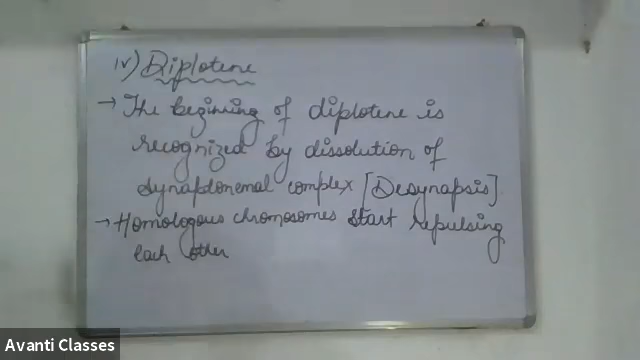 iv) Diplotene
→ The beginning of diplotene is
recognized by dissolution of
synaptonemal complex [Desynapsis]
→ Homologous chromosomes start repulsing
each other
Avanti Classes